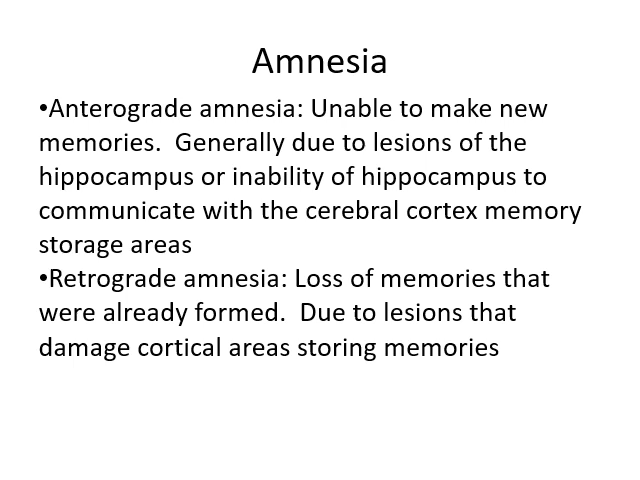 Amnesia
•Anterograde amnesia: Unable to make new
memories.  Generally due to lesions of the
hippocampus or inability of hippocampus to
communicate with the cerebral cortex memory
storage areas
•Retrograde amnesia: Loss of memories that
were already formed.  Due to lesions that
damage cortical areas storing memories